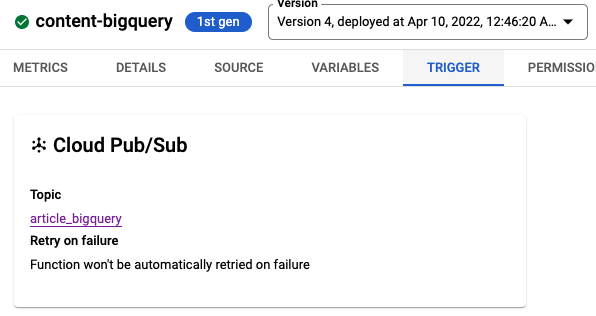 content-bigquery 1st gen
Version
Version 4, deployed at Apr 10, 2022, 12:46:20 A...
METRICS DETAILS SOURCE VARIABLES TRIGGER PERMISSIO
Cloud Pub/Sub
Topic
article_bigquery
Retry on failure
Function won't be automatically retried on failure